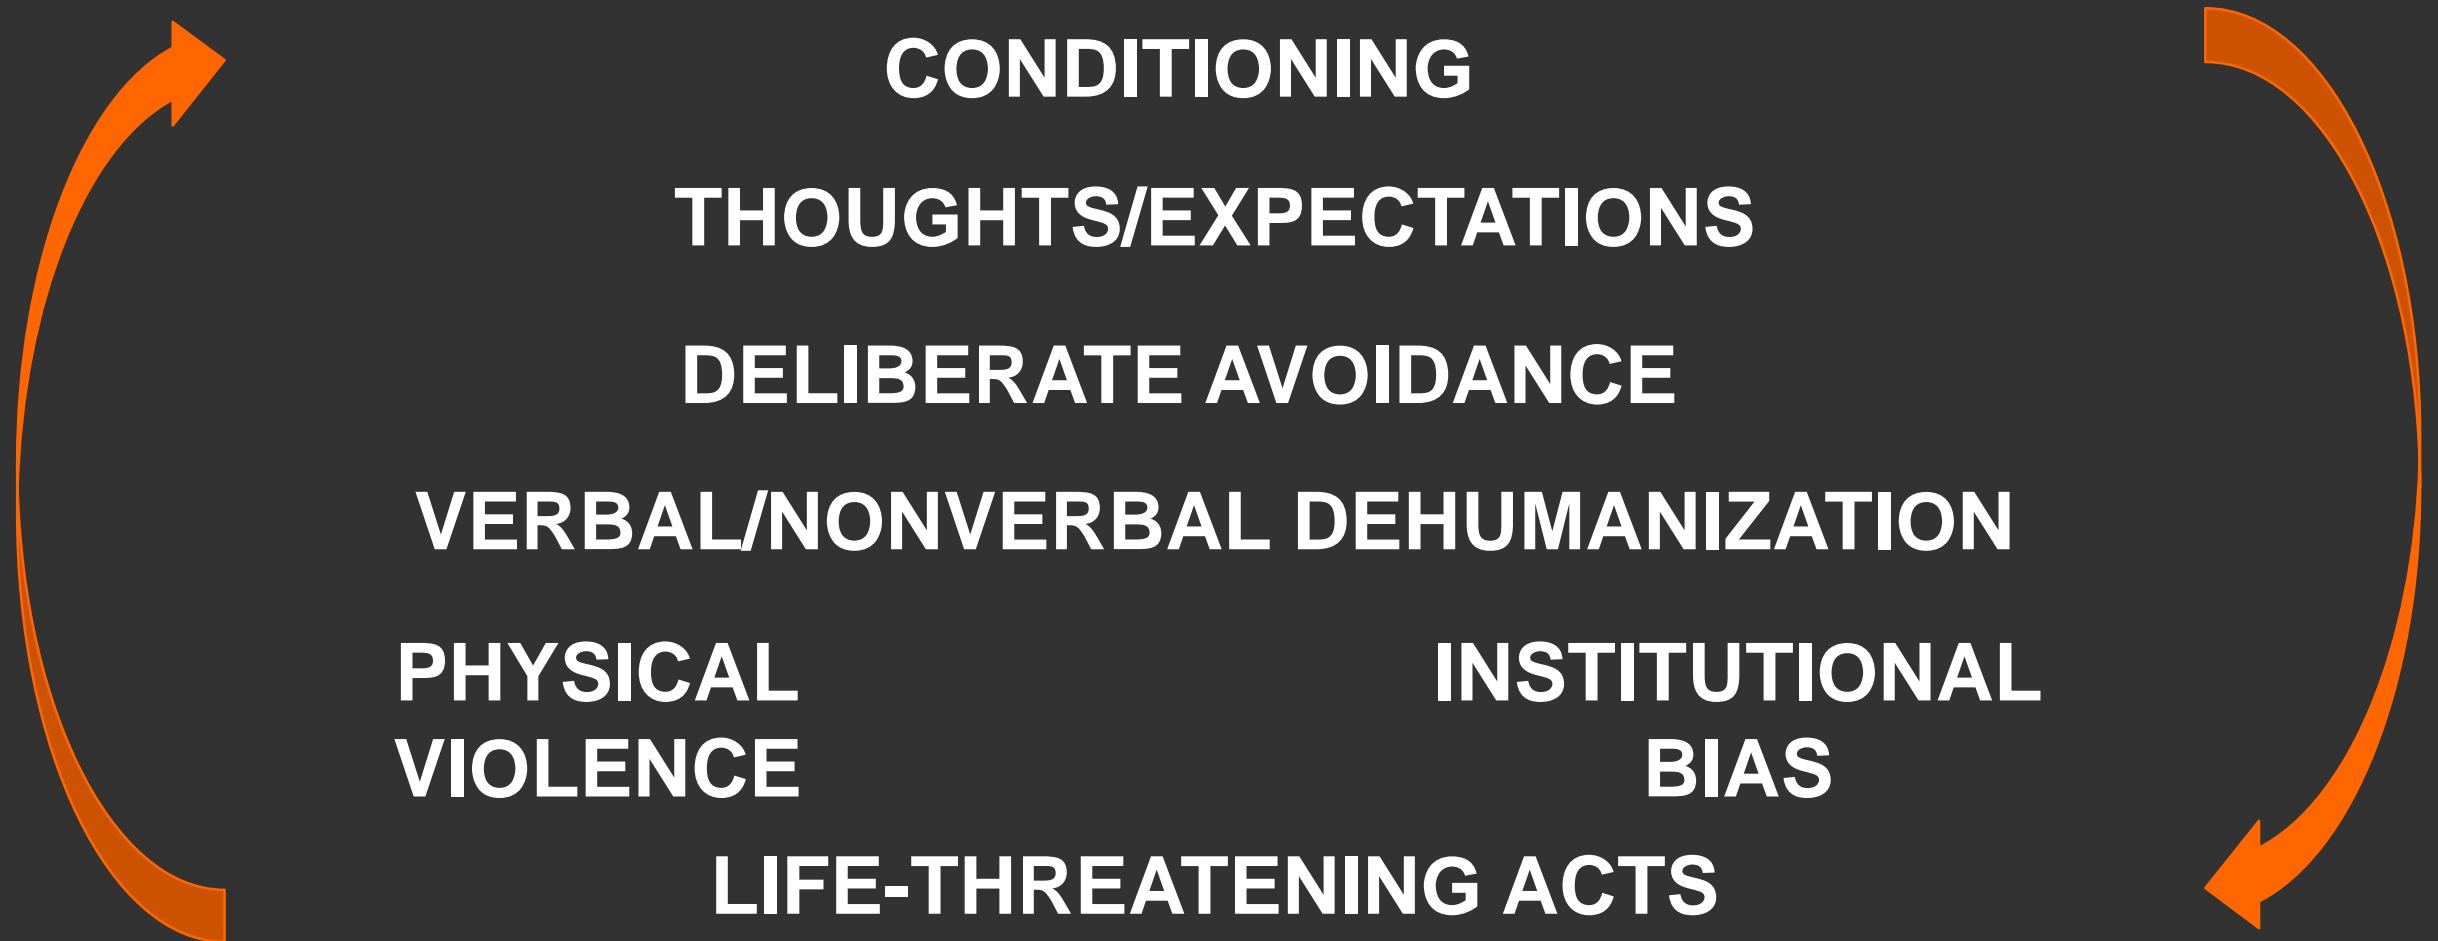 CONDITIONING
THOUGHTS/EXPECTATIONS
DELIBERATE AVOIDANCE
VERBAL/NONVERBAL DEHUMANIZATION
PHYSICAL
VIOLENCE
INSTITUTIONAL
BIAS
LIFE-THREATENING ACTS